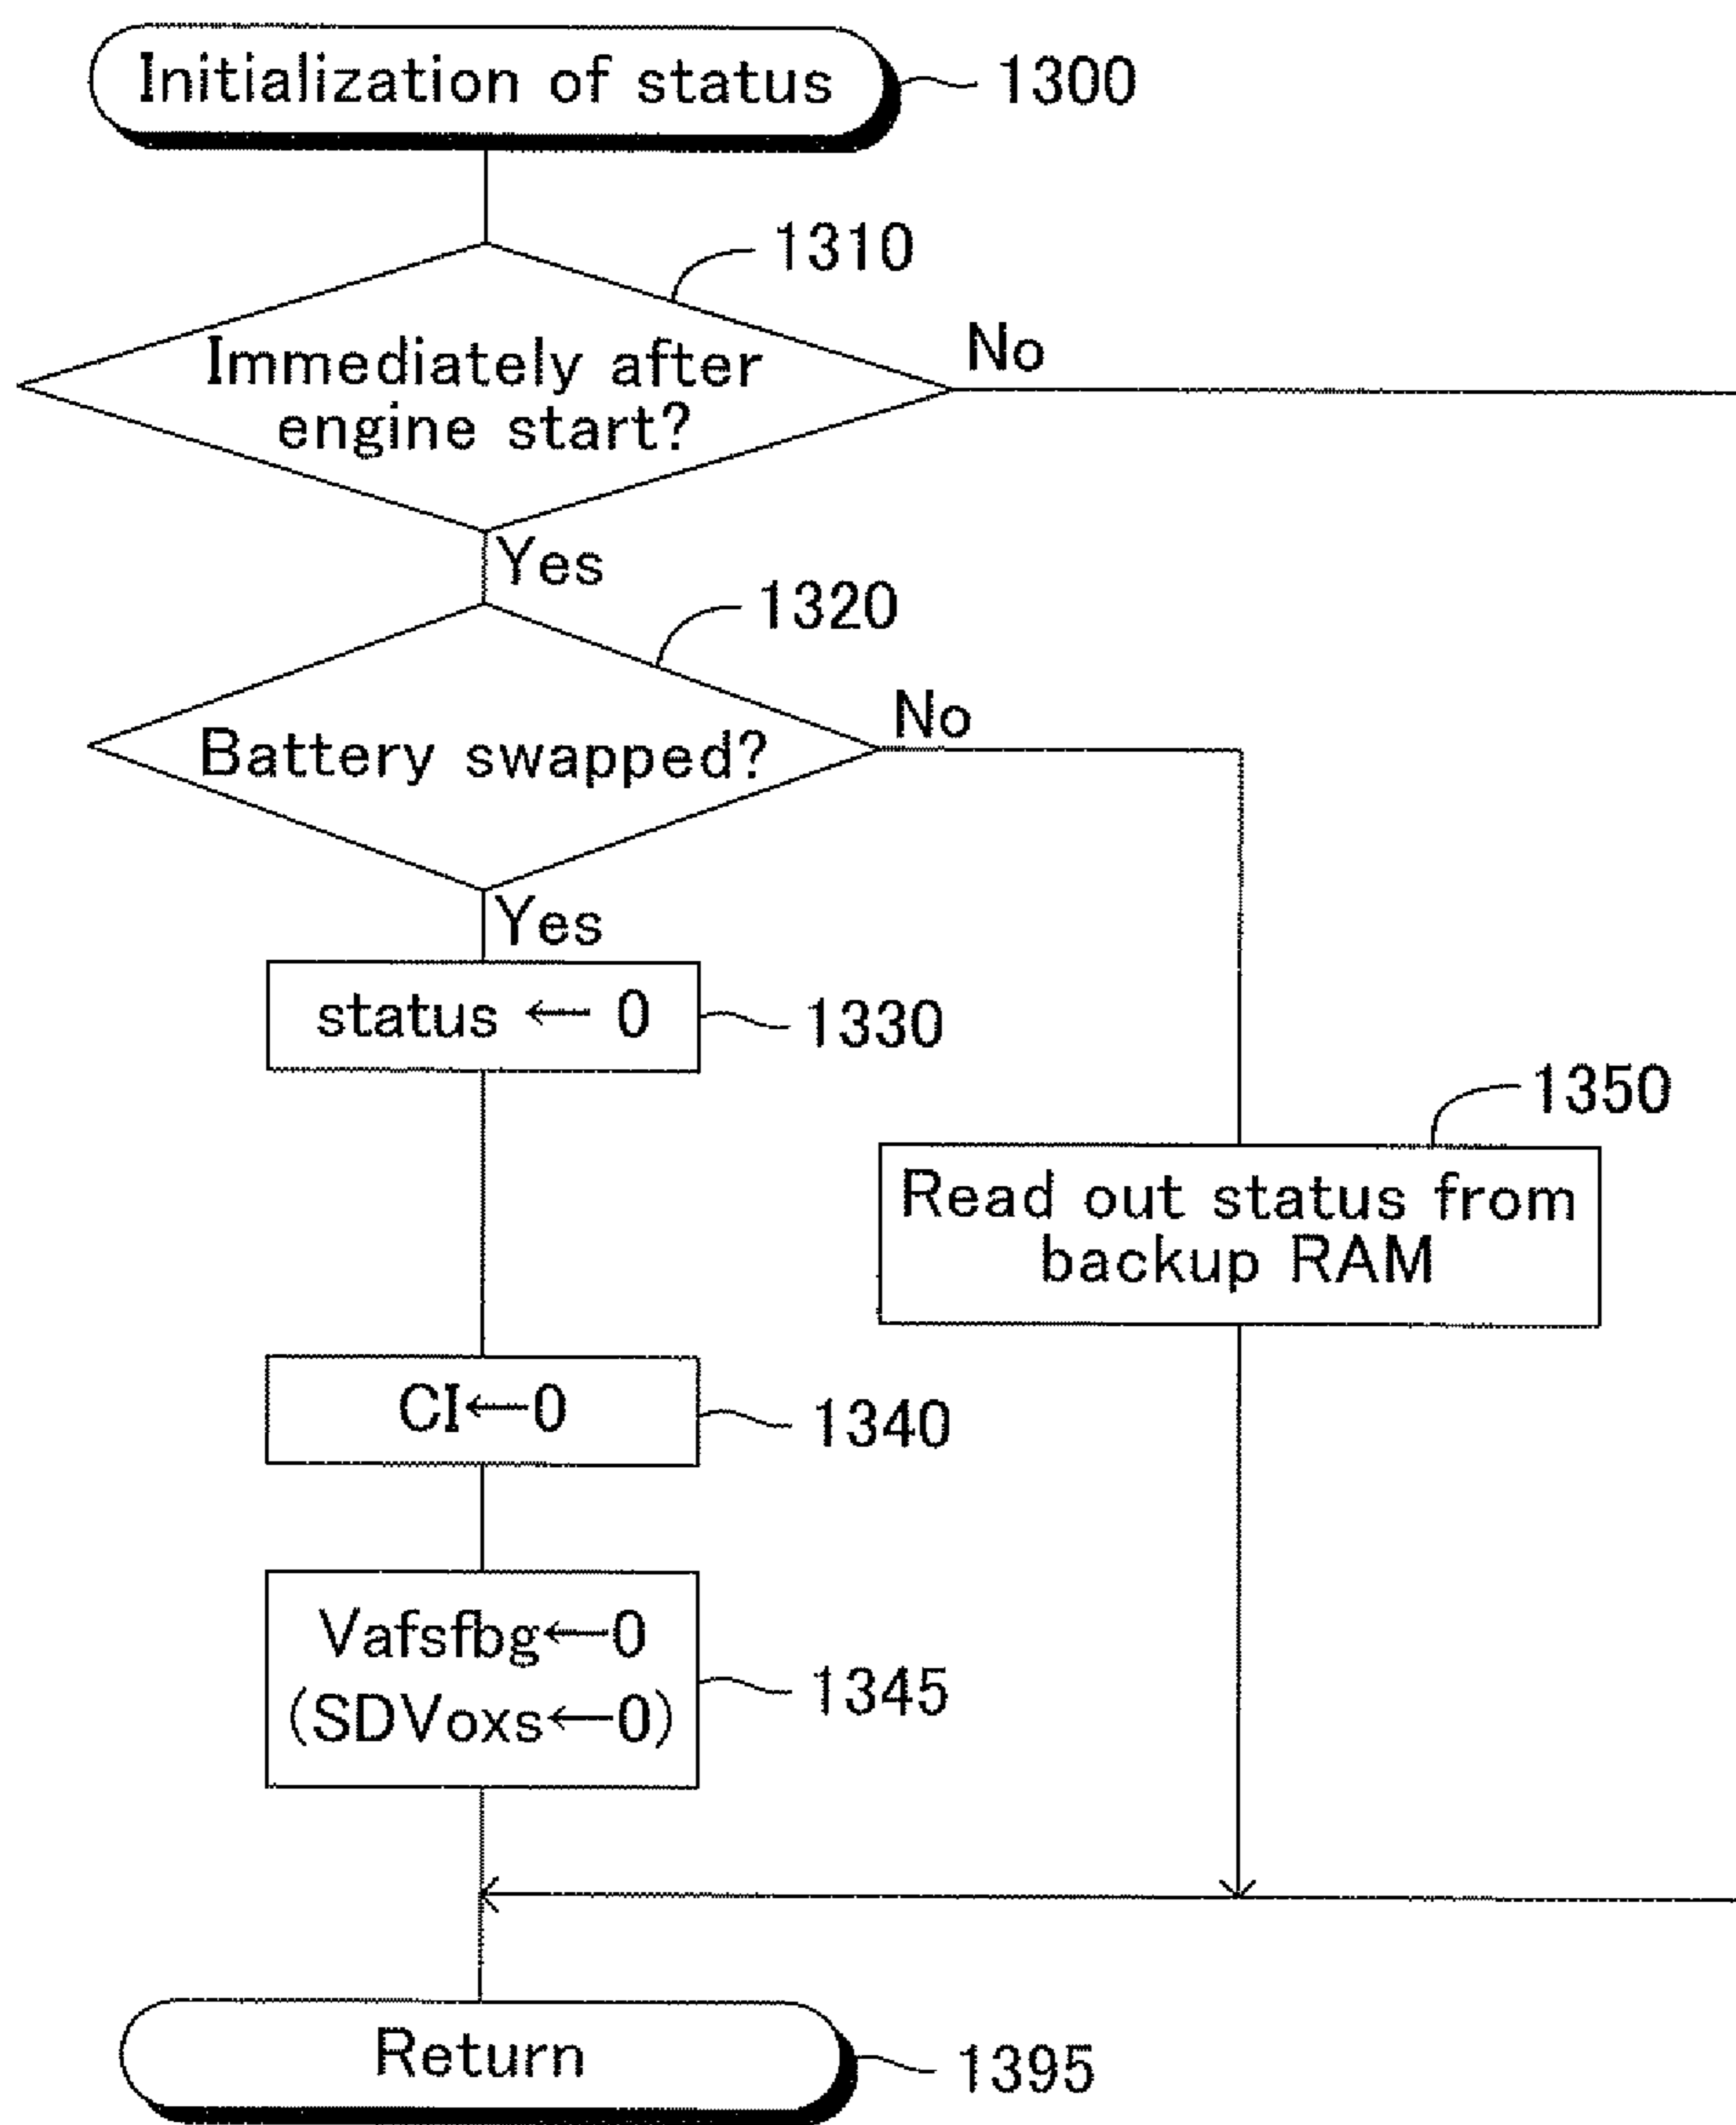 Initialization of status
1300
1310
Immediately after
engine start?
No
Yes
1320
Battery swapped?
No
Yes
status ← 0
1330
1350
Read out status from
backup RAM
CI←0
1340
Vafsfbg←0
(SDVoxs←0)
1345
Return
1395